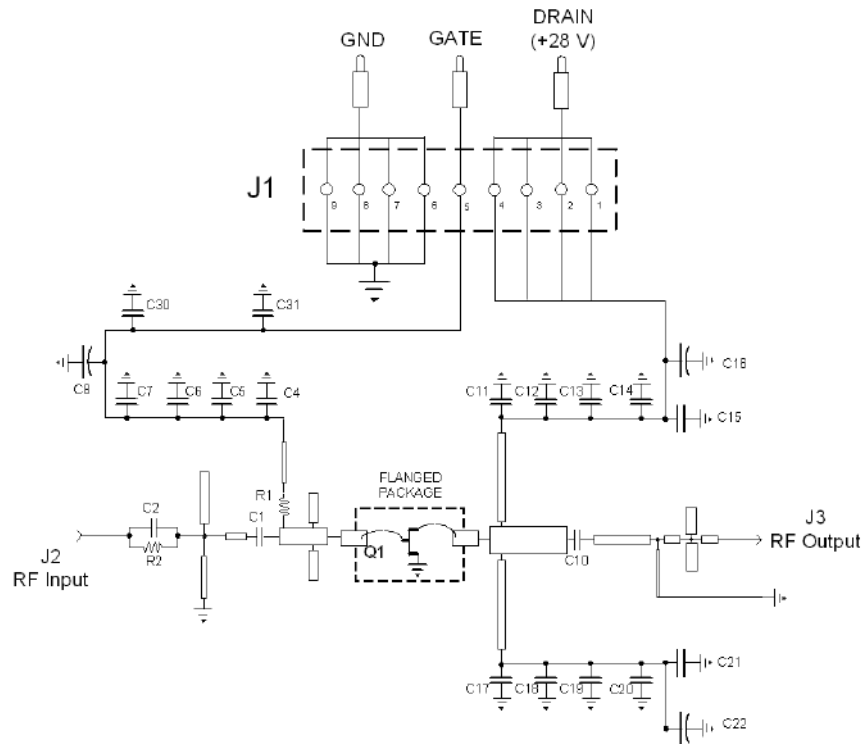 DRAIN
(+28 V)
GND
GATE
J1
9
8
7
6
5
4
3
2
1
C30
C31
C8
C7
C6
C5
C4
C11
C12
C13
C14
C16
C15
R1
FLANGED
PACKAGE
C2
R2
C1
Q1
C10
J2
RF Input
J3
RF Output
C17
C18
C19
C20
C21
C22